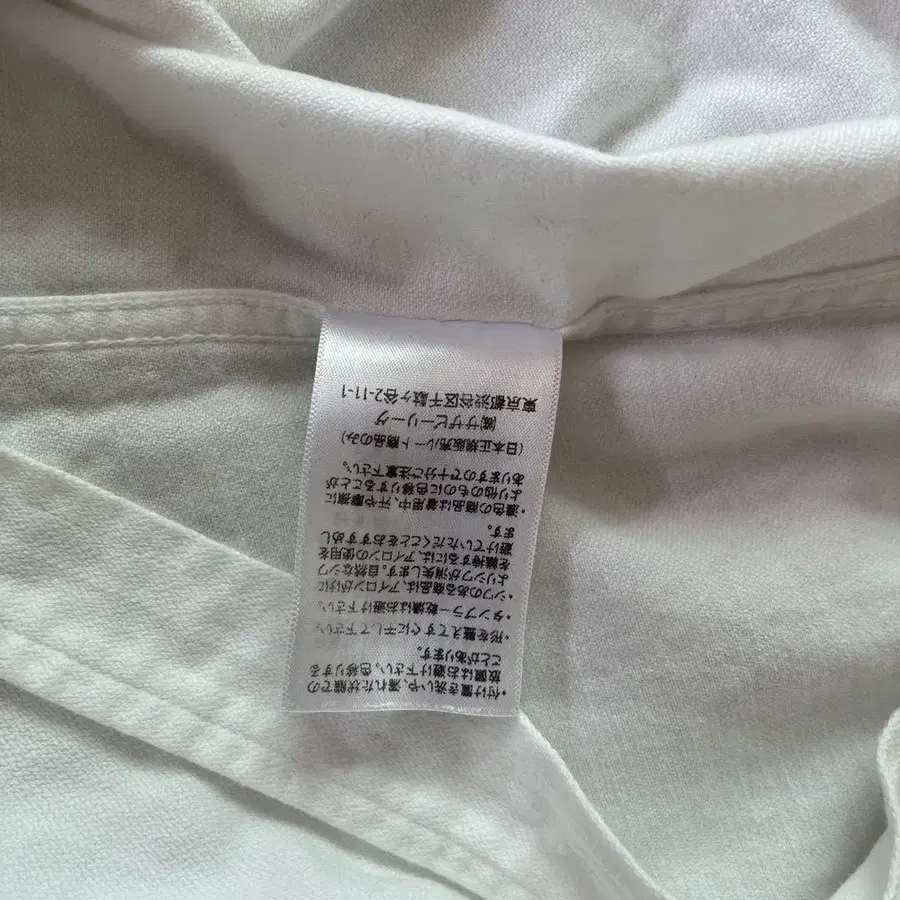 ・付け置き洗いや、濡れた状態での
放置はお避け下さい。色移りする
ことがあります。
・形を整えてすぐに干して下さい。
・タンブラー乾燥はお避け下さい。
・シワのある商品は、アイロンがけに
よりシワが消失します。自然なシワ
を維持するには、アイロンの使用を
避けていただくことをおすすめし
ます。
・濃色の商品は着用中、汗や摩擦に
より他のものに色移りすることが
ありますので十分ご注意下さい。
(日本正規販売ルート商品のみ)
㈱サザビーリーグ
東京都渋谷区千駄ヶ谷2-11-1